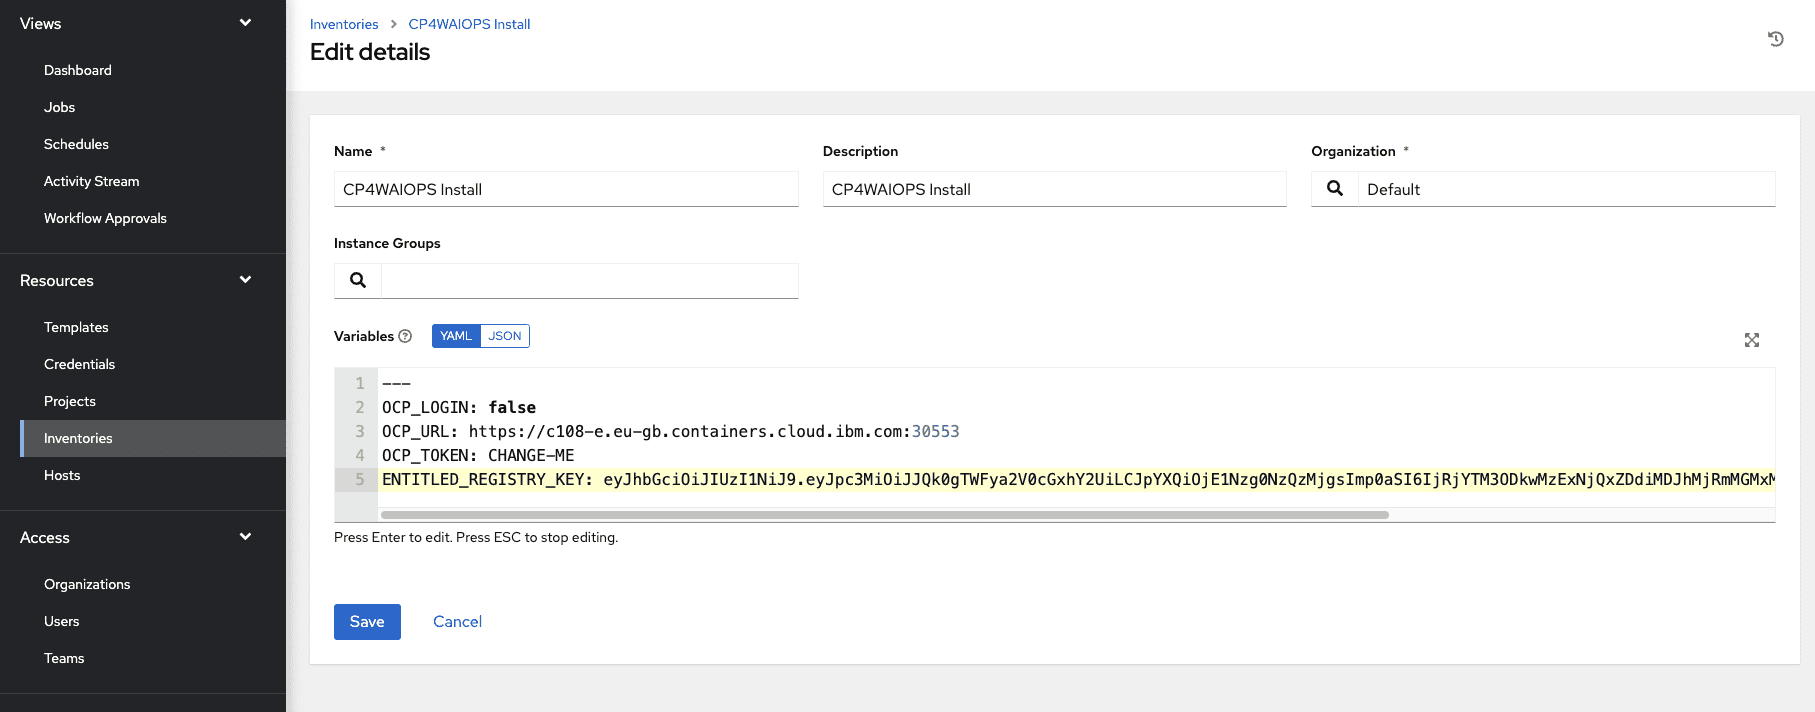 Views
Dashboard
Jobs
Schedules
Activity Stream
Workflow Approvals
Resources
Templates
Credentials
Projects
Inventories
Hosts
Access
Organizations
Users
Teams
Inventories > CP4WAIOPS Install
Edit details
Name *
CP4WAIOPS Install
Description
CP4WAIOPS Install
Organization *
Default
Instance Groups
Variables ? YAML JSON
1 ---
2 OCP_LOGIN: false
3 OCP_URL: https://c108-e.eu-gb.containers.cloud.ibm.com:30553
4 OCP_TOKEN: CHANGE-ME
5 ENTITLED_REGISTRY_KEY: eyJhbGciOiJIUzI1NiJ9.eyJpc3MiOiJJQk0gTWFya2V0cGxhY2UiLCJpYXQiOjE1Nzg0NzQzMjgsImp0aSI6IjRjYTM3ODkwMzExNjQxZDdiMDJhMjRmMGMxM
Press Enter to edit. Press ESC to stop editing.
Save Cancel